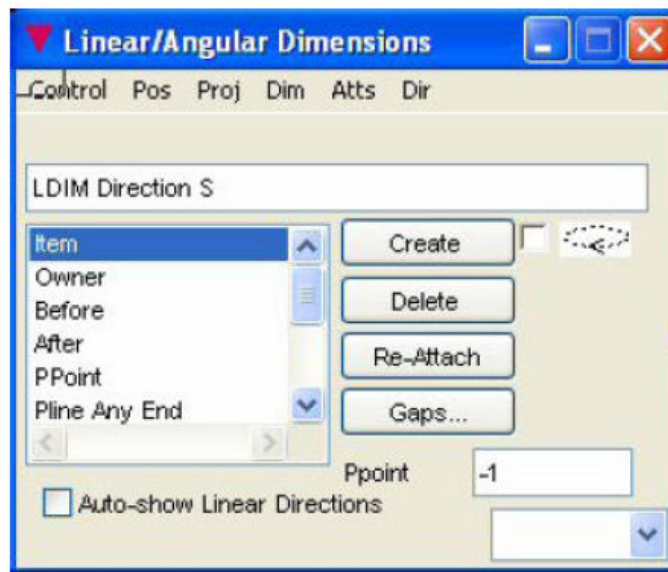 Linear/Angular Dimensions
Control Pos Proj Dim Atts Dir
LDIM Direction S
Item
Owner
Before
After
PPoint
Pline Any End
Create
Delete
Re-Attach
Gaps...
Ppoint -1
Auto-show Linear Directions